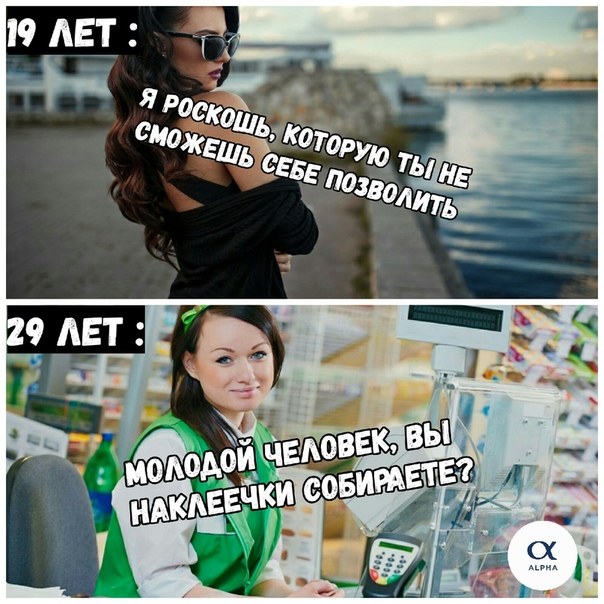 19 ЛЕТ :
Я РОСКОШЬ, КОТОРУЮ ТЫ НЕ
СМОЖЕШЬ СЕБЕ ПОЗВОЛИТЬ
29 ЛЕТ :
МОЛОДОЙ ЧЕЛОВЕК, ВЫ
НАКЛЕЕЧКИ СОБИРАЕТЕ?
α
ALPHA